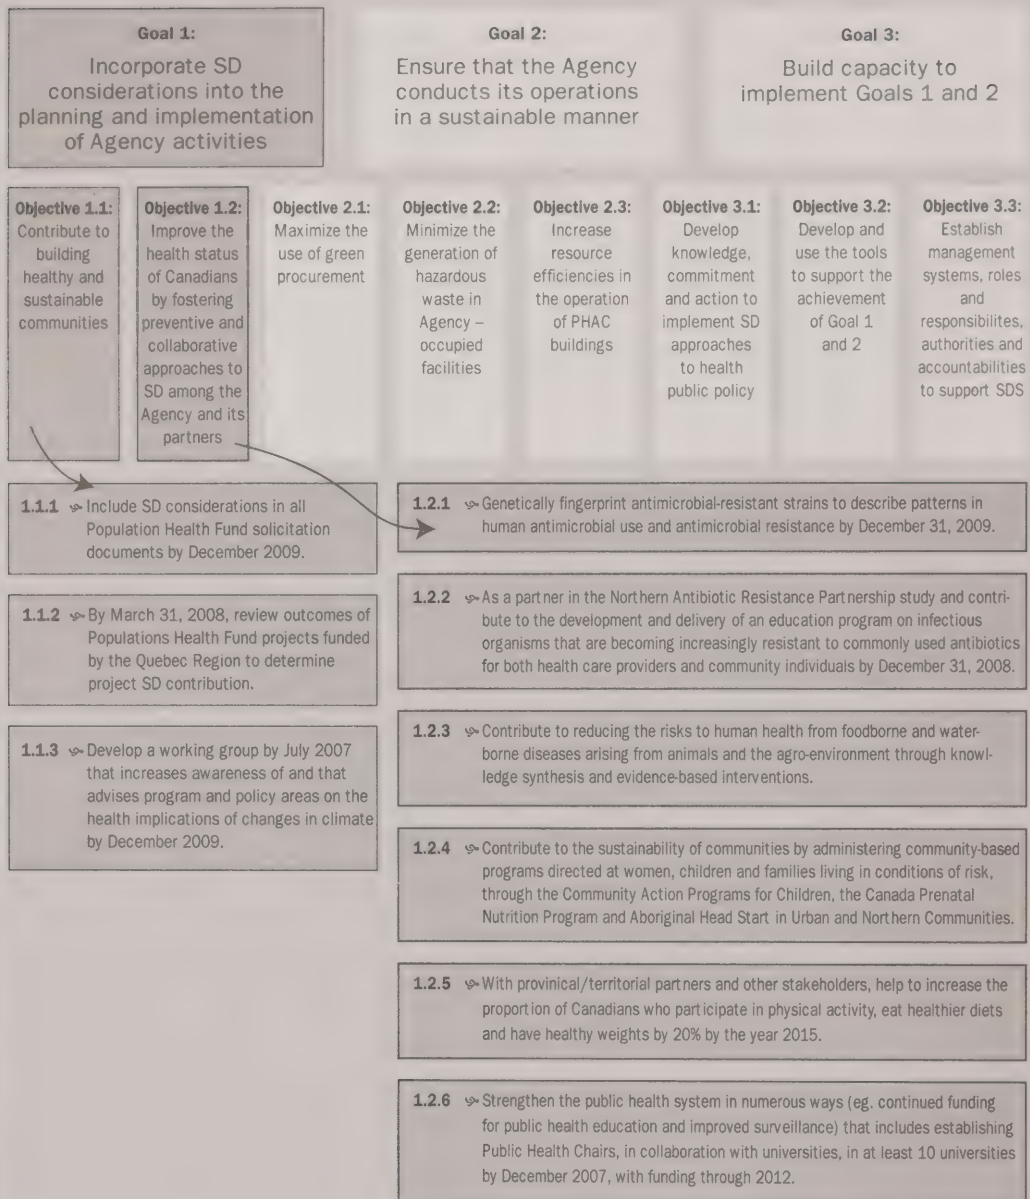 Goal 1:
Incorporate SD
considerations into the
planning and implementation
of Agency activities
Goal 2:
Ensure that the Agency
conducts its operations
in a sustainable manner
Goal 3:
Build capacity to
implement Goals 1 and 2
Objective 1.1:
Contribute to
building
healthy and
sustainable
communities
Objective 1.2:
Improve the
health status
of Canadians
by fostering
preventive and
collaborative
approaches to
SD among the
Agency and its
partners
Objective 2.1:
Maximize the
use of green
procurement
Objective 2.2:
Minimize the
generation of
hazardous
waste in
Agency –
occupied
facilities
Objective 2.3:
Increase
resource
efficiencies in
the operation
of PHAC
buildings
Objective 3.1:
Develop
knowledge,
commitment
and action to
implement SD
approaches
to health
public policy
Objective 3.2:
Develop and
use the tools
to support the
achievement
of Goal 1
and 2
Objective 3.3:
Establish
management
systems, roles
and
responsibilites,
authorities and
accountabilities
to support SDS
1.1.1 Include SD considerations in all
Population Health Fund solicitation
documents by December 2009.
1.1.2 By March 31, 2008, review outcomes of
Populations Health Fund projects funded
by the Quebec Region to determine
project SD contribution.
1.1.3 Develop a working group by July 2007
that increases awareness of and that
advises program and policy areas on the
health implications of changes in climate
by December 2009.
1.2.1 Genetically fingerprint antimicrobial-resistant strains to describe patterns in
human antimicrobial use and antimicrobial resistance by December 31, 2009.
1.2.2 As a partner in the Northern Antibiotic Resistance Partnership study and contri-
bute to the development and delivery of an education program on infectious
organisms that are becoming increasingly resistant to commonly used antibiotics
for both health care providers and community individuals by December 31, 2008.
1.2.3 Contribute to reducing the risks to human health from foodborne and water-
borne diseases arising from animals and the agro-environment through know-
ledge synthesis and evidence-based interventions.
1.2.4 Contribute to the sustainability of communities by administering community-based
programs directed at women, children and families living in conditions of risk,
through the Community Action Programs for Children, the Canada Prenatal
Nutrition Program and Aboriginal Head Start in Urban and Northern Communities.
1.2.5 With provinical/territorial partners and other stakeholders, help to increase the
proportion of Canadians who participate in physical activity, eat healthier diets
and have healthy weights by 20% by the year 2015.
1.2.6 Strengthen the public health system in numerous ways (eg. continued funding
for public health education and improved surveillance) that includes establishing
Public Health Chairs, in collaboration with universities, in at least 10 universities
by December 2007, with funding through 2012.